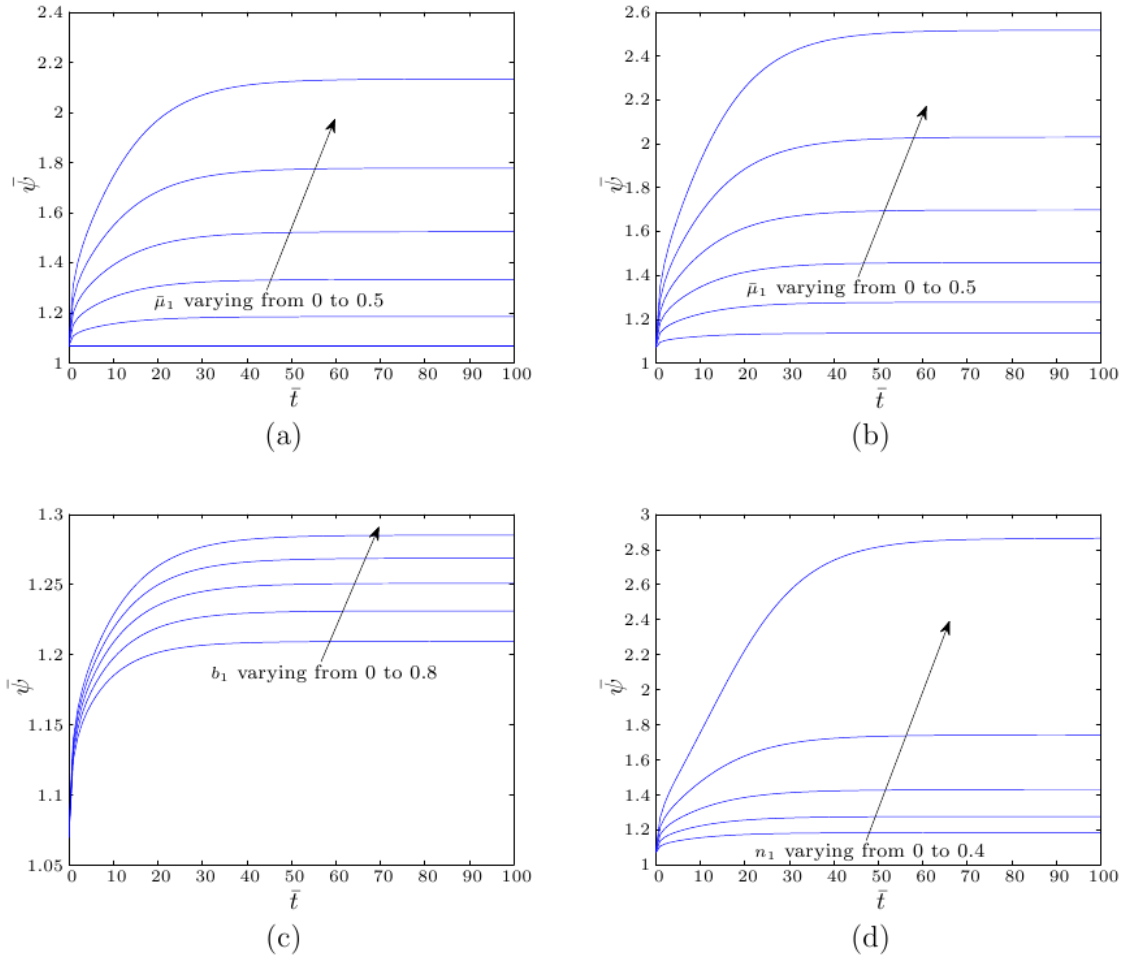 2.4
2.2
2
1.8
1.6
1.4
1.2
1
ψ̄
μ̄₁ varying from 0 to 0.5
0 10 20 30 40 50 60 70 80 90 100
t̄
(a)
2.6
2.4
2.2
2
1.8
1.6
1.4
1.2
1
ψ̄
μ̄₁ varying from 0 to 0.5
0 10 20 30 40 50 60 70 80 90 100
t̄
(b)
1.3
1.25
1.2
1.15
1.1
1.05
ψ̄
b₁ varying from 0 to 0.8
0 10 20 30 40 50 60 70 80 90 100
t̄
(c)
3
2.8
2.6
2.4
2.2
2
1.8
1.6
1.4
1.2
1
ψ̄
n₁ varying from 0 to 0.4
0 10 20 30 40 50 60 70 80 90 100
t̄
(d)